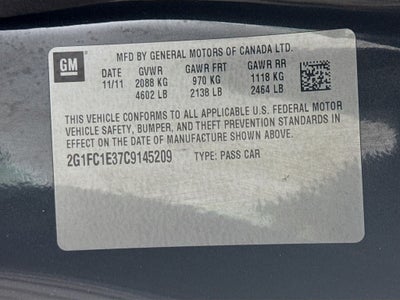 GM
MFD BY GENERAL MOTORS OF CANADA LTD.
DATE GVWR GAWR FRT GAWR RR
11/11 2088 KG 970 KG 1118 KG
4602 LB 2138 LB 2464 LB
THIS VEHICLE CONFORMS TO ALL APPLICABLE U.S. FEDERAL MOTOR
VEHICLE SAFETY, BUMPER, AND THEFT PREVENTION STANDARDS IN
EFFECT ON THE DATE OF MANUFACTURE SHOWN ABOVE.
2G1FC1E37C9145209 TYPE: PASS CAR